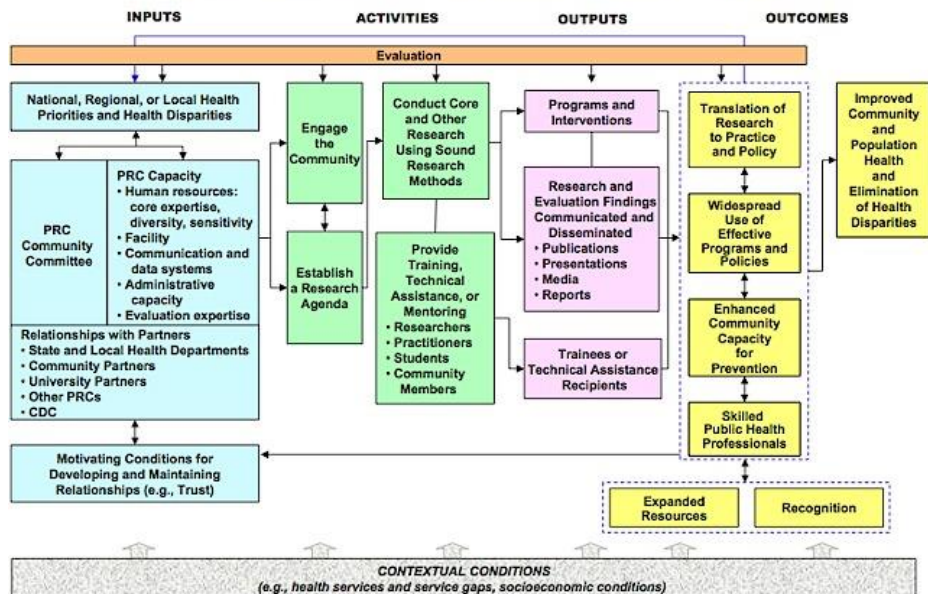 INPUTS
ACTIVITIES
OUTPUTS
OUTCOMES
Evaluation
National, Regional, or Local Health
Priorities and Health Disparities
PRC
Community
Committee
PRC Capacity
• Human resources:
core expertise,
diversity, sensitivity
• Facility
• Communication and
data systems
• Administrative
capacity
• Evaluation expertise
Relationships with Partners
• State and Local Health Departments
• Community Partners
• University Partners
• Other PRCs
• CDC
Motivating Conditions for
Developing and Maintaining
Relationships (e.g., Trust)
Engage
the
Community
Establish
a Research
Agenda
Conduct Core
and Other
Research
Using Sound
Research
Methods
Provide
Training,
Technical
Assistance, or
Mentoring
• Researchers
• Practitioners
• Students
• Community
Members
Programs and
Interventions
Research and
Evaluation Findings
Communicated and
Disseminated
• Publications
• Presentations
• Media
• Reports
Trainees or
Technical Assistance
Recipients
Translation of
Research
to Practice
and Policy
Widespread
Use of
Effective
Programs and
Policies
Enhanced
Community
Capacity
for
Prevention
Skilled
Public Health
Professionals
Expanded
Resources
Recognition
Improved
Community
and
Population
Health
and
Elimination
of Health
Disparities
CONTEXTUAL CONDITIONS
(e.g., health services and service gaps, socioeconomic conditions)